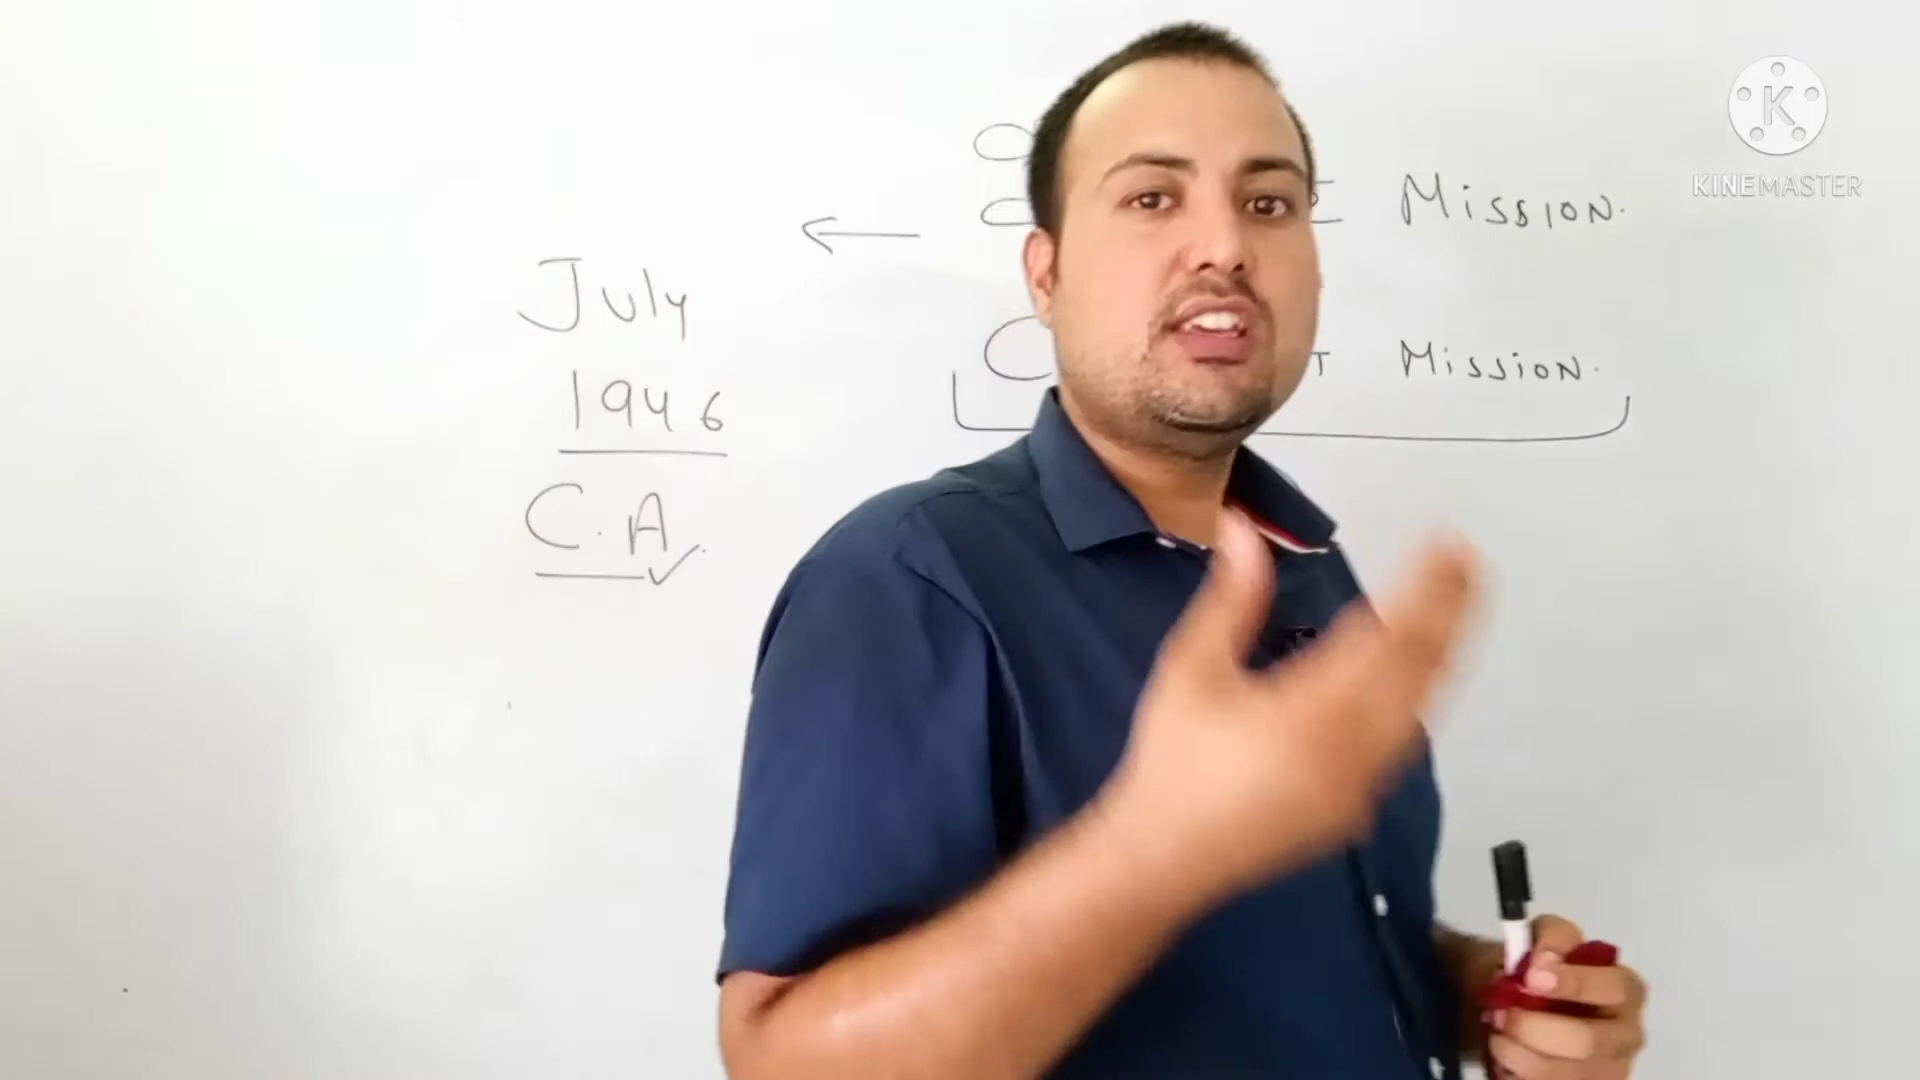 July
1946
C.A.
Mission.
Mission.
KINEMASTER